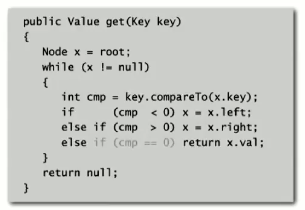 public Value get(Key key)
{
Node x = root;
while (x != null)
{
int cmp = key.compareTo(x.key);
if (cmp < 0) x = x.left;
else if (cmp > 0) x = x.right;
else if (cmp == 0) return x.val;
}
return null;
}